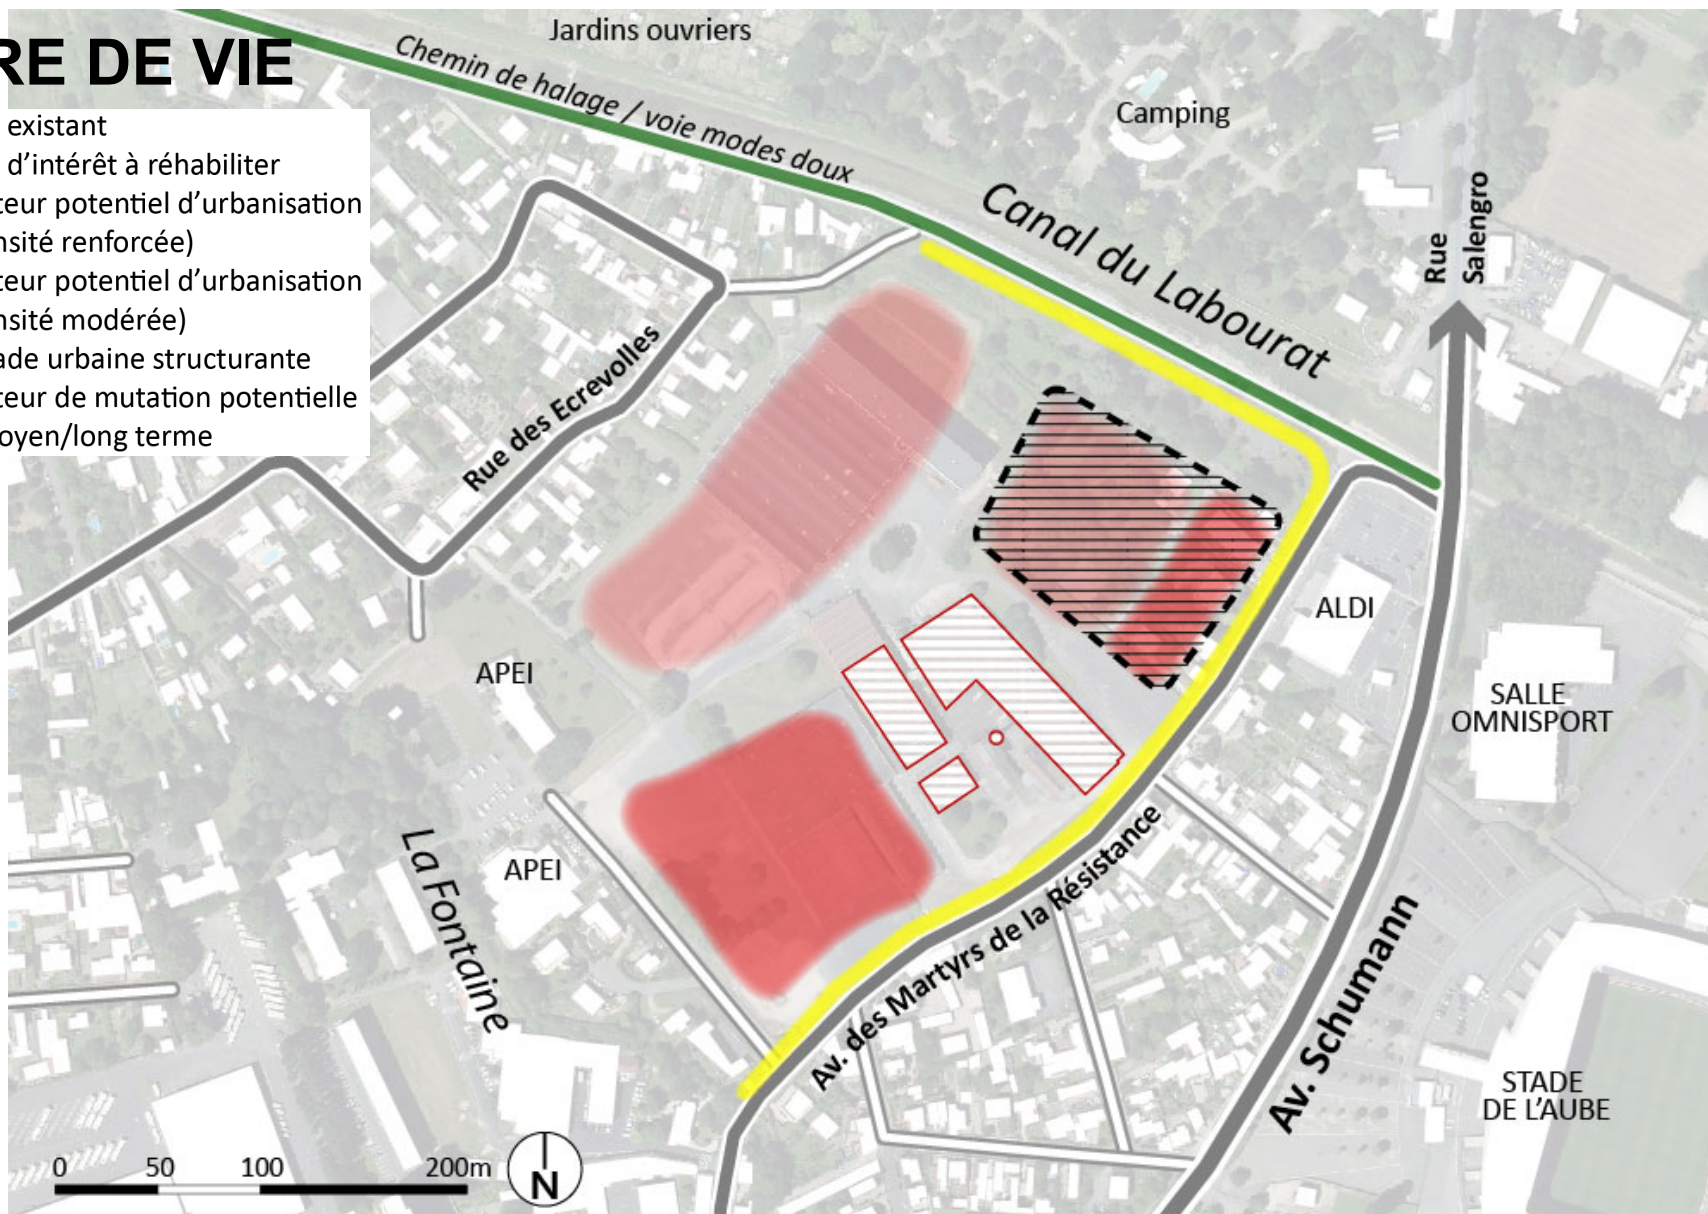 RE DE VIE
existant
d'intérêt à réhabiliter
teur potentiel d'urbanisation
nsité renforcée)
teur potentiel d'urbanisation
nsité modérée)
ade urbaine structurante
teur de mutation potentielle
oyen/long terme
Jardins ouvriers
Chemin de halage / voie modes doux
Camping
Canal du Labourat
Rue
Salengro
Rue des Ecrevolles
ALDI
APEI
SALLE
OMNISPORT
APEI
La Fontaine
Av. des Martyrs de la Résistance
Av. Schumann
STADE
DE L'AUBE
0 50 100 200m
N